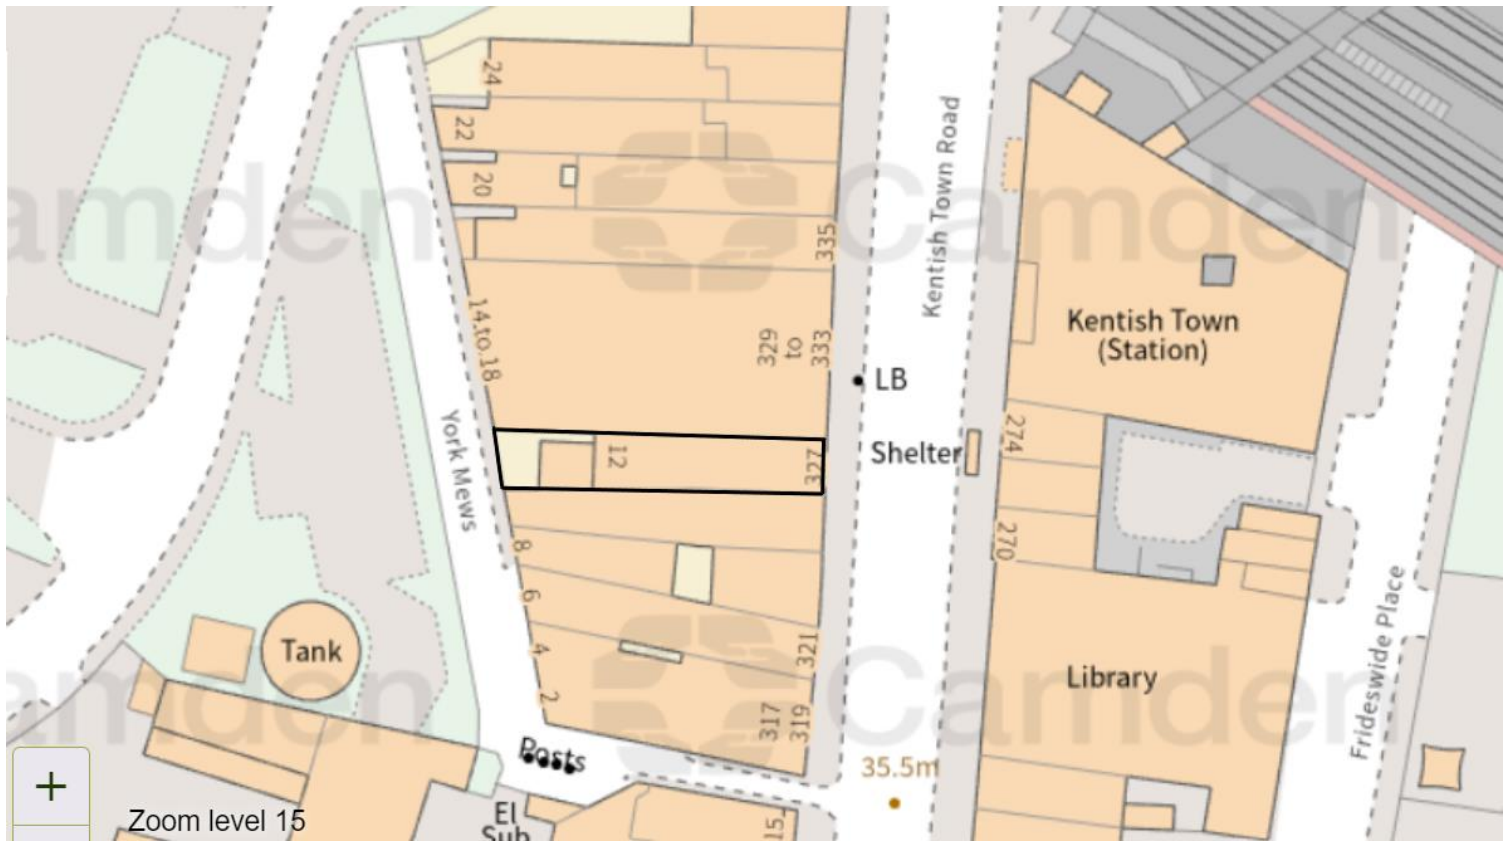 24
22
20
335
14 to 18
329
to
333
12
327
8
6
4
2
321
317
319
York Mews
Kentish Town Road
LB
Shelter
Kentish Town
(Station)
274
270
Library
Frideswide Place
Tank
Posts
35.5m
El
Sub
15
+
Zoom level 15
Camden
Camden
Camden
Camden